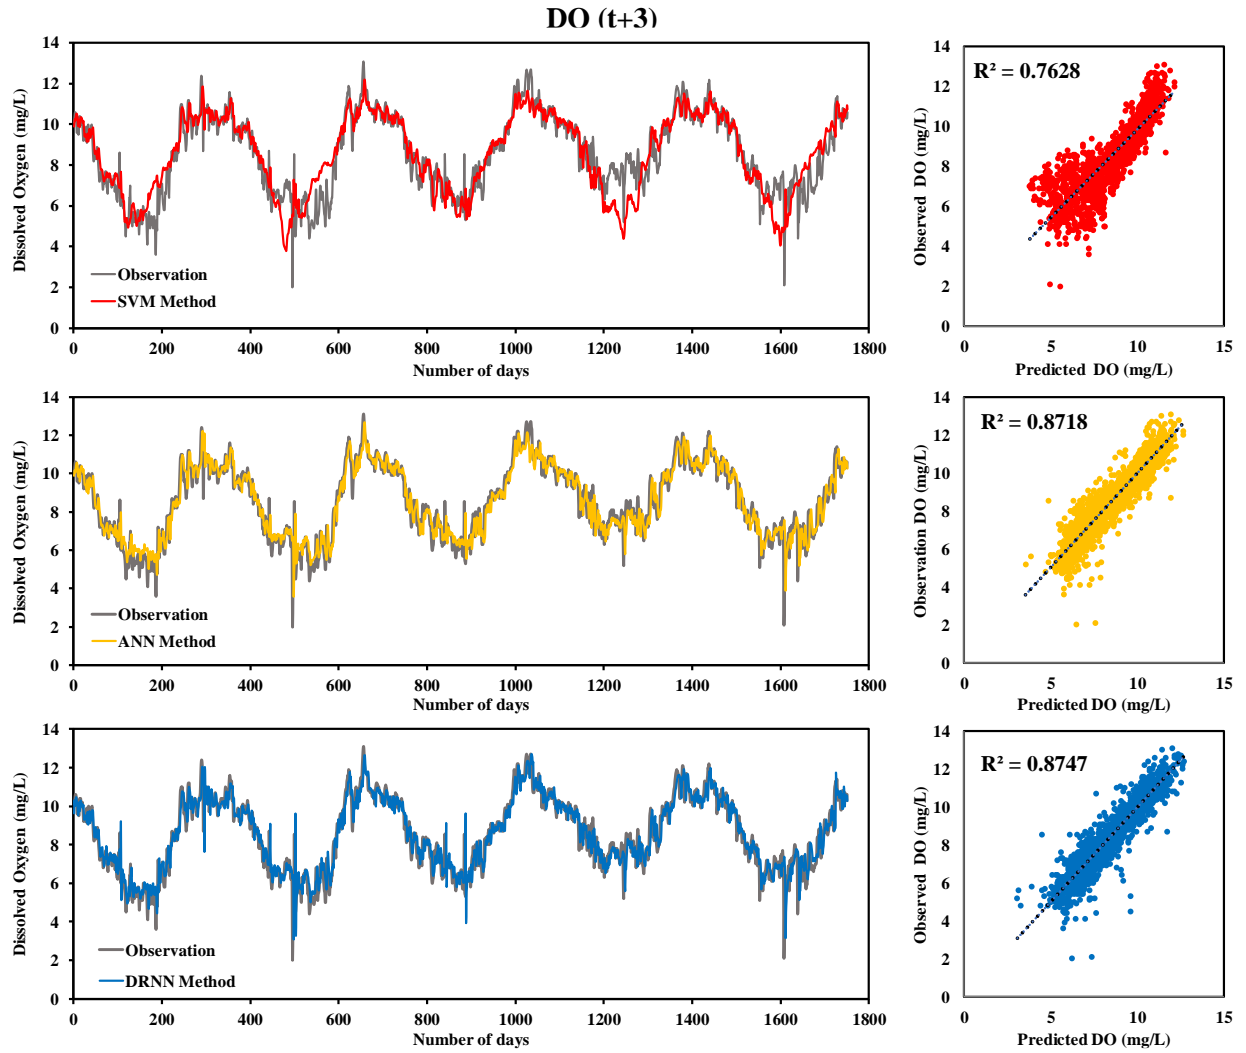 DO (t+3)
14
12
10
8
6
4
2
0
Dissolved Oxygen (mg/L)
Observation
SVM Method
0 200 400 600 800 1000 1200 1400 1600 1800
Number of days
R² = 0.7628
14
12
10
8
6
4
2
0
Observed DO (mg/L)
0 5 10 15
Predicted DO (mg/L)
14
12
10
8
6
4
2
0
Dissolved Oxygen (mg/L)
Observation
ANN Method
0 200 400 600 800 1000 1200 1400 1600 1800
Number of days
R² = 0.8718
14
12
10
8
6
4
2
0
Observation DO (mg/L)
0 5 10 15
Predicted DO (mg/L)
14
12
10
8
6
4
2
0
Dissolved Oxygen (mg/L)
Observation
DRNN Method
0 200 400 600 800 1000 1200 1400 1600 1800
Number of days
R² = 0.8747
14
12
10
8
6
4
2
0
Observed DO (mg/L)
0 5 10 15
Predicted DO (mg/L)